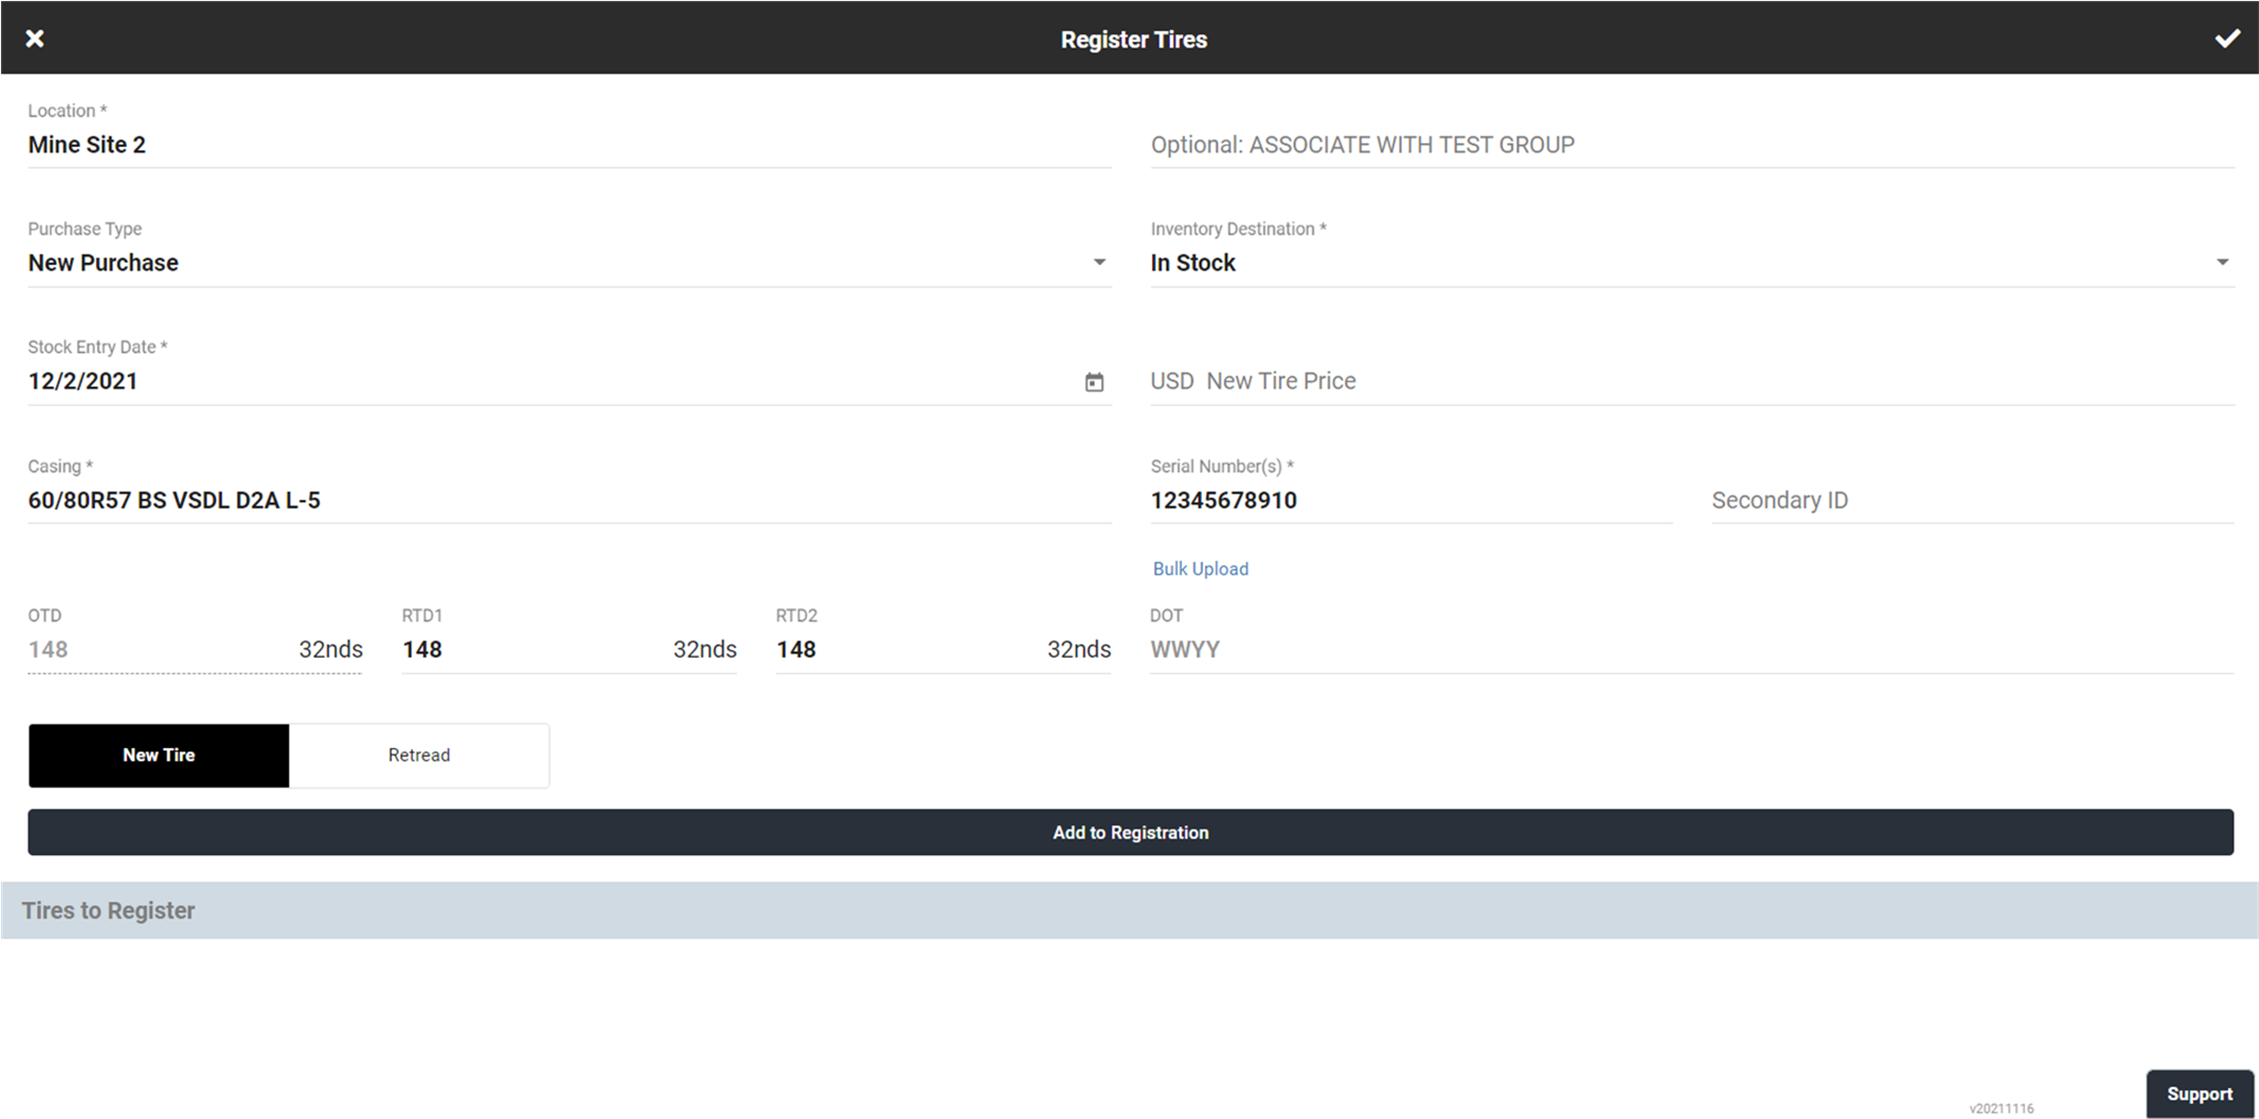 Register Tires
Location *
Mine Site 2
Optional: ASSOCIATE WITH TEST GROUP
Purchase Type
New Purchase
Inventory Destination *
In Stock
Stock Entry Date *
12/2/2021
USD New Tire Price
Casing *
60/80R57 BS VSDL D2A L-5
Serial Number(s) *
12345678910
Secondary ID
Bulk Upload
OTD
148 32nds
RTD1
148 32nds
RTD2
148 32nds
DOT
WWYY
New Tire
Retread
Add to Registration
Tires to Register
v20211116
Support